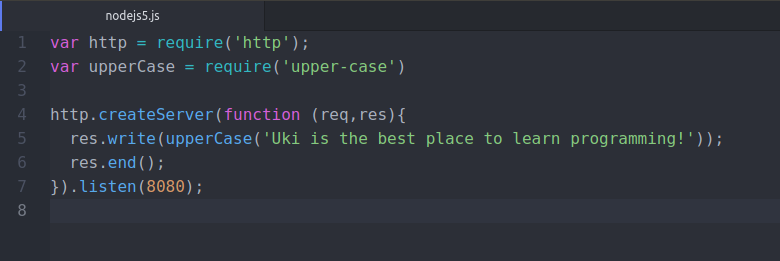 nodejs5.js
1 var http = require('http');
2 var upperCase = require('upper-case')
3
4 http.createServer(function (req,res){
5   res.write(upperCase('Uki is the best place to learn programming!'));
6   res.end();
7 }).listen(8080);
8